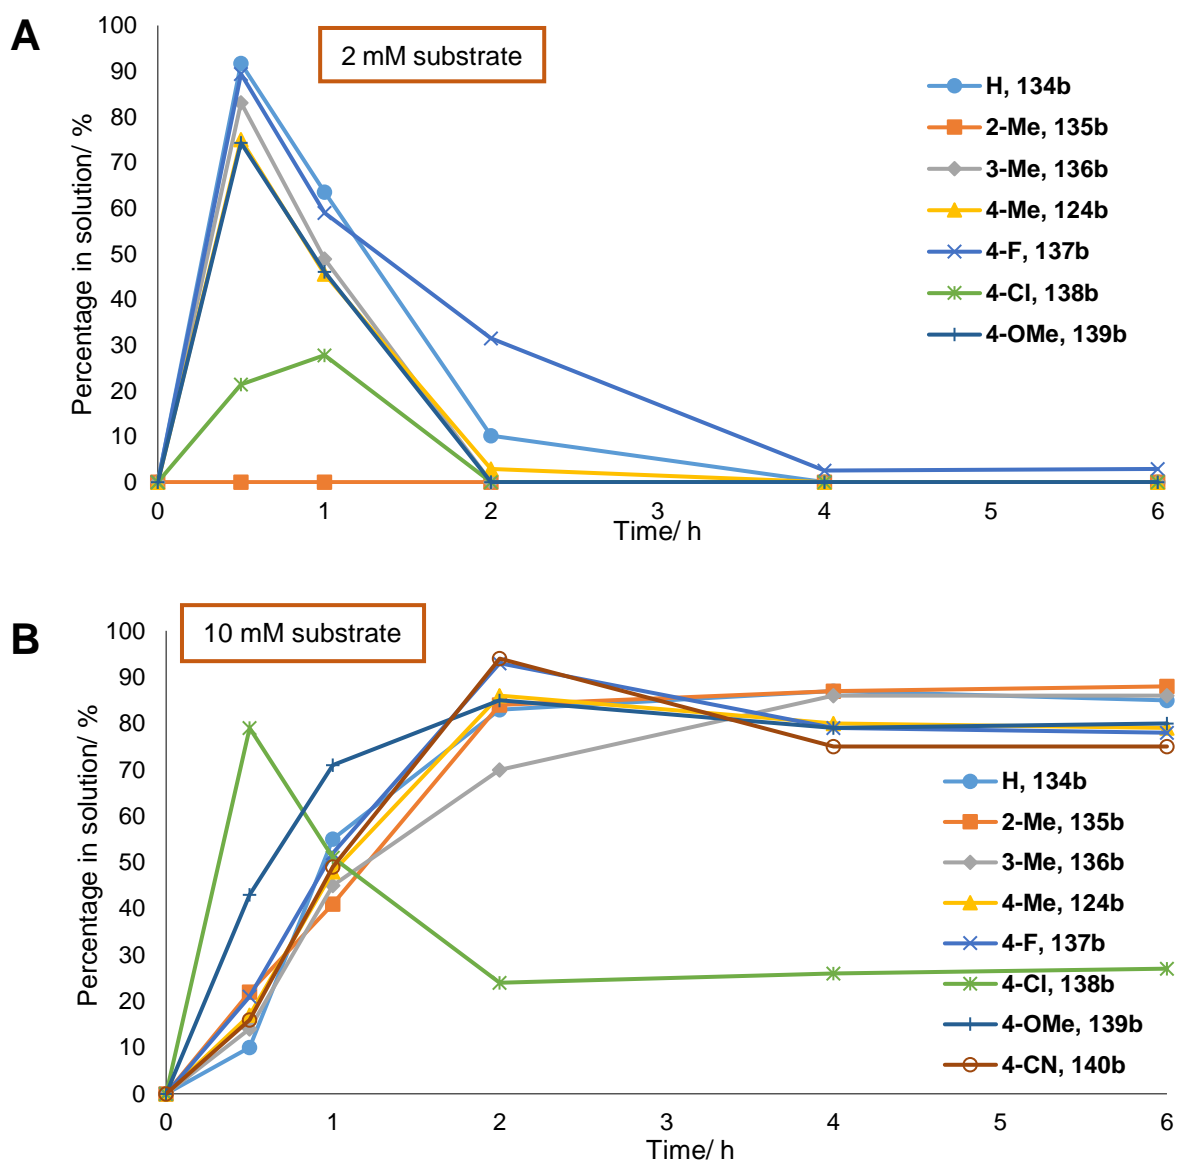 A
2 mM substrate
Percentage in solution/ %
100
90
80
70
60
50
40
30
20
10
0
0
1
2
3
4
5
6
Time/ h
H, 134b
2-Me, 135b
3-Me, 136b
4-Me, 124b
4-F, 137b
4-Cl, 138b
4-OMe, 139b
B
10 mM substrate
Percentage in solution/ %
100
90
80
70
60
50
40
30
20
10
0
0
1
2
3
4
5
6
Time/ h
H, 134b
2-Me, 135b
3-Me, 136b
4-Me, 124b
4-F, 137b
4-Cl, 138b
4-OMe, 139b
4-CN, 140b